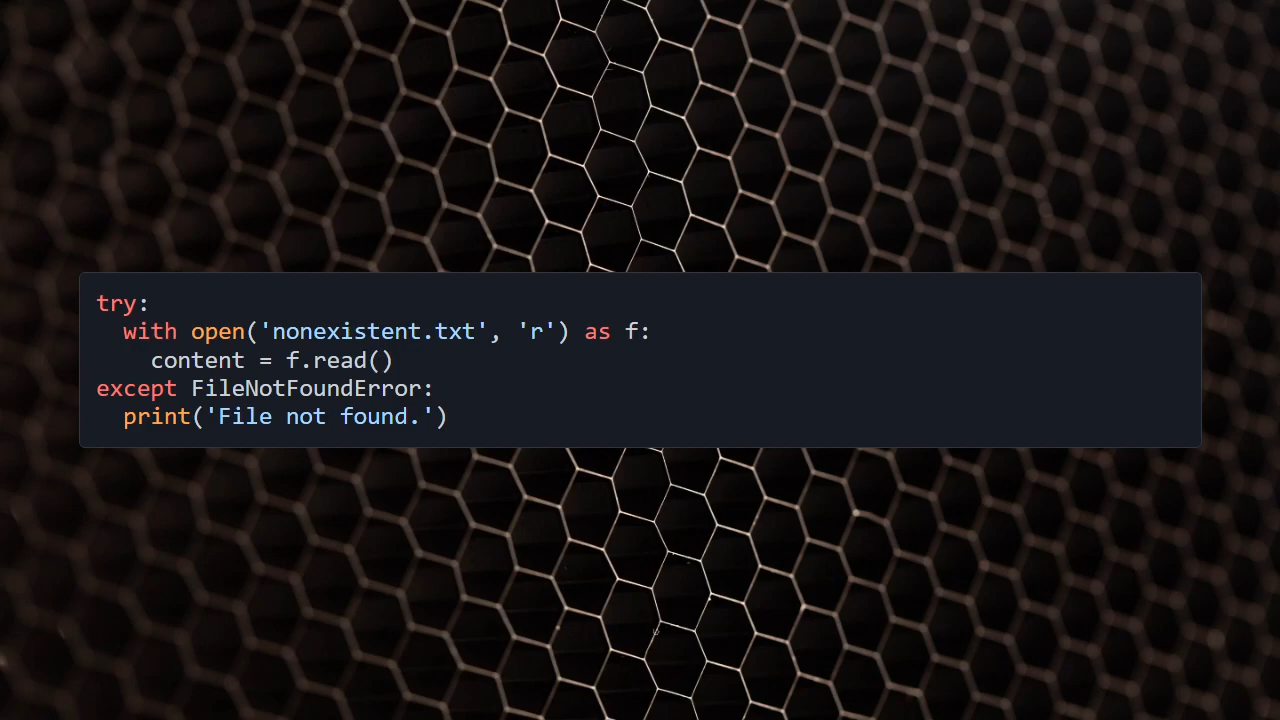 try:
  with open('nonexistent.txt', 'r') as f:
    content = f.read()
except FileNotFoundError:
  print('File not found.')